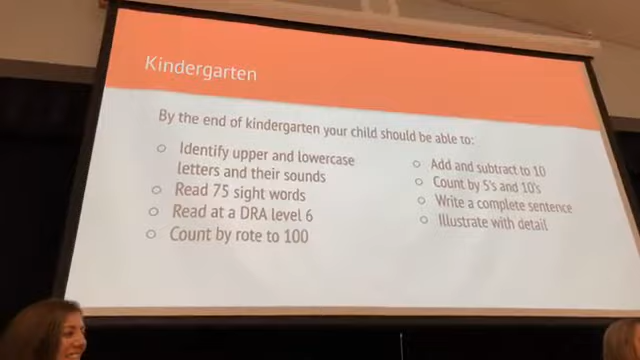 Kindergarten
By the end of kindergarten your child should be able to:
○ Identify upper and lowercase
letters and their sounds
○ Read 75 sight words
○ Read at a DRA level 6
○ Count by rote to 100
○ Add and subtract to 10
○ Count by 5's and 10's
○ Write a complete sentence
○ Illustrate with detail